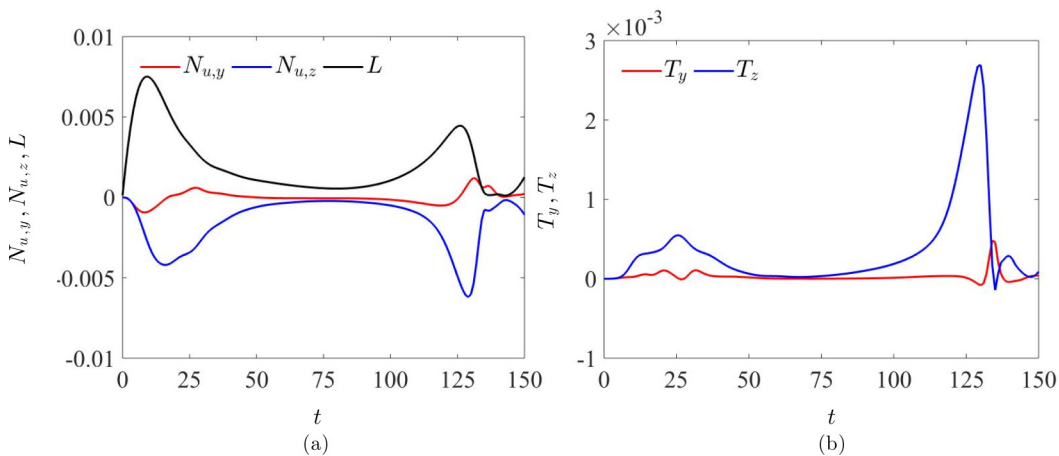 0.01
0.005
0
-0.005
-0.01
N_{u,y}, N_{u,z}, L
N_{u,y} N_{u,z} L
0 25 50 75 100 125 150
t
(a)
×10^{-3}
3
2
1
0
-1
T_y, T_z
T_y T_z
0 25 50 75 100 125 150
t
(b)